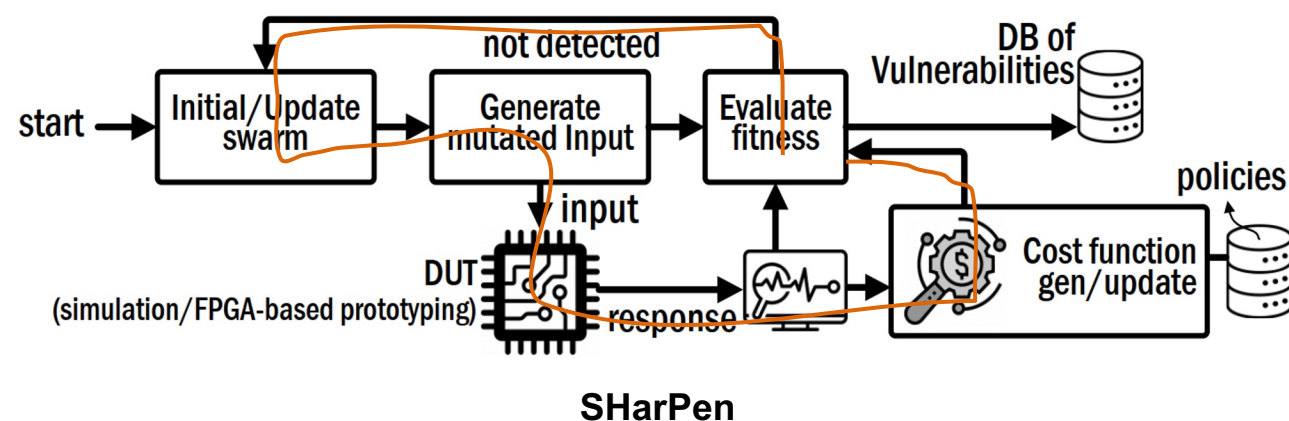 not detected
DB of
Vulnerabilities
start
Initial/Update
swarm
Generate
mutated Input
Evaluate
fitness
policies
input
DUT
(simulation/FPGA-based prototyping)
response
$
Cost function
gen/update
SHarPen